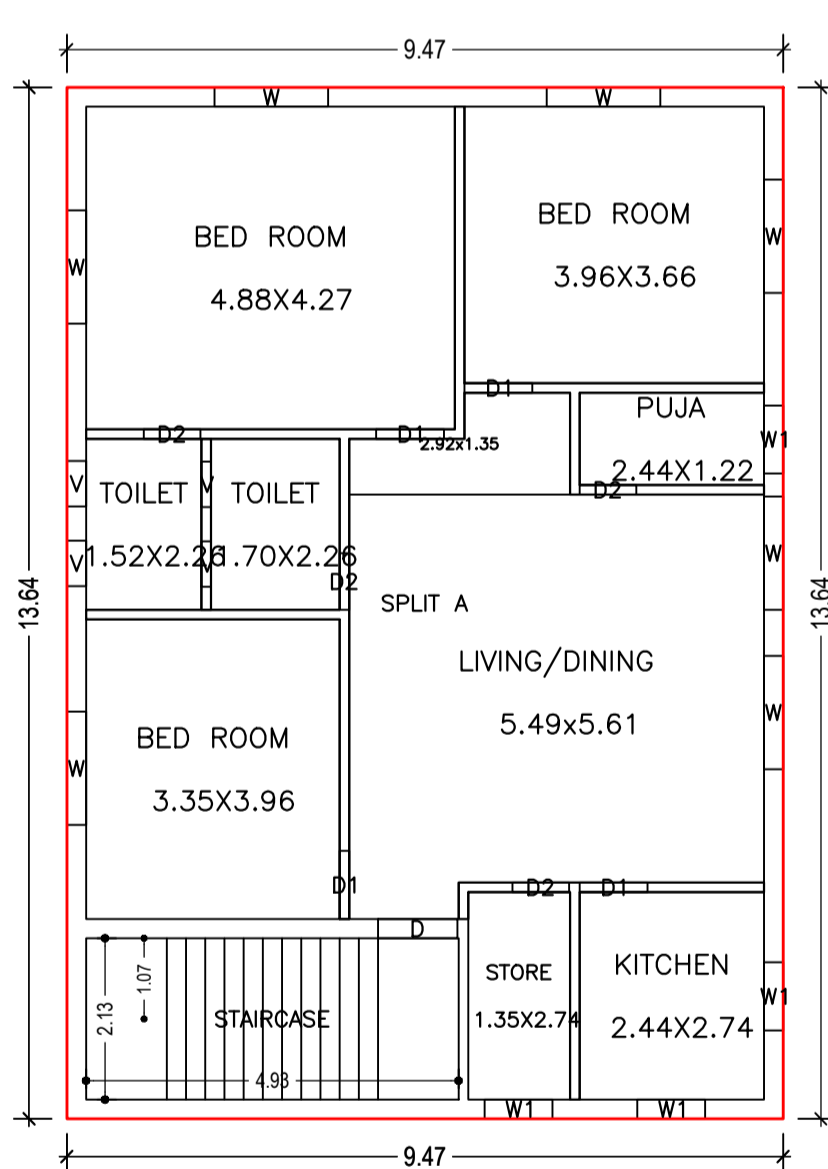 9.47
W
W
BED ROOM
4.88X4.27
BED ROOM
3.96X3.66
W
W
D1
PUJA
2.44X1.22
D2
D1
2.92x1.35
W1
D2
V
TOILET
1.52X2.26
V
TOILET
1.70X2.26
V
V
D2
W
13.64
13.64
SPLIT A
LIVING/DINING
5.49x5.61
W
BED ROOM
3.35X3.96
W
D1
D2
D1
D
STORE
1.35X2.74
KITCHEN
2.44X2.74
W1
1.07
2.13
STAIRCASE
4.93
W1
W1
9.47